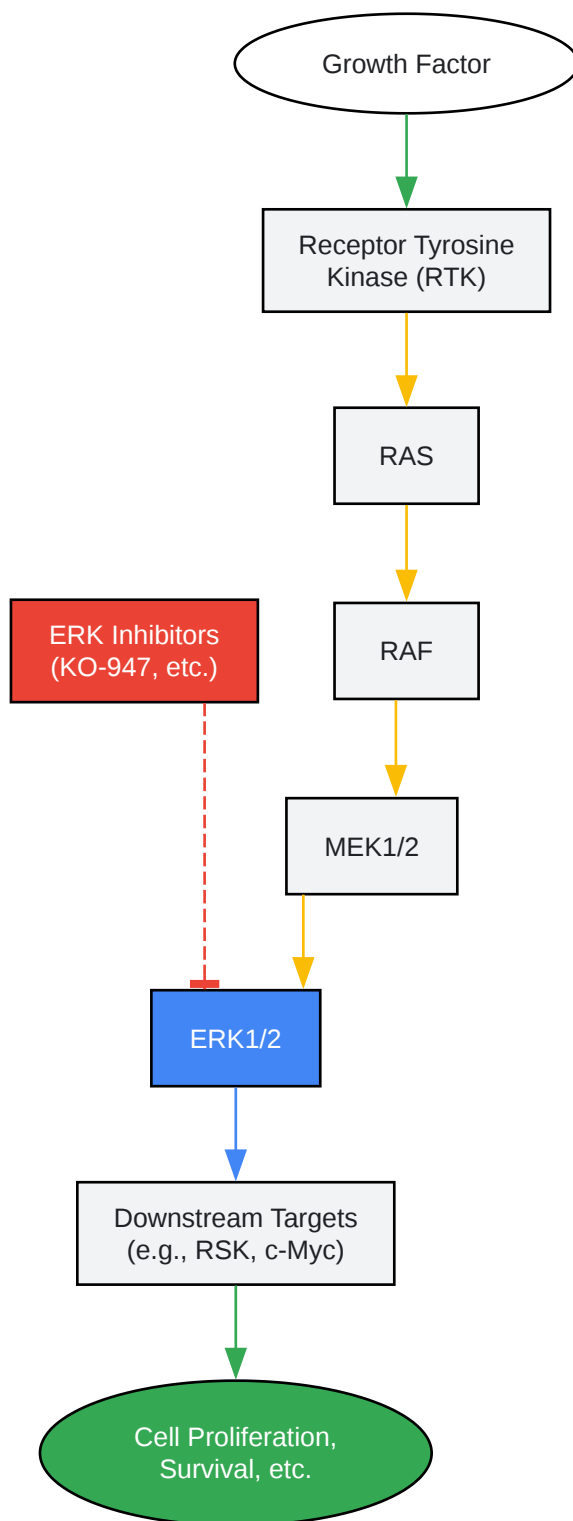 Growth Factor
Receptor Tyrosine
Kinase (RTK)
RAS
ERK Inhibitors
(KO-947, etc.)
RAF
MEK1/2
ERK1/2
Downstream Targets
(e.g., RSK, c-Myc)
Cell Proliferation,
Survival, etc.